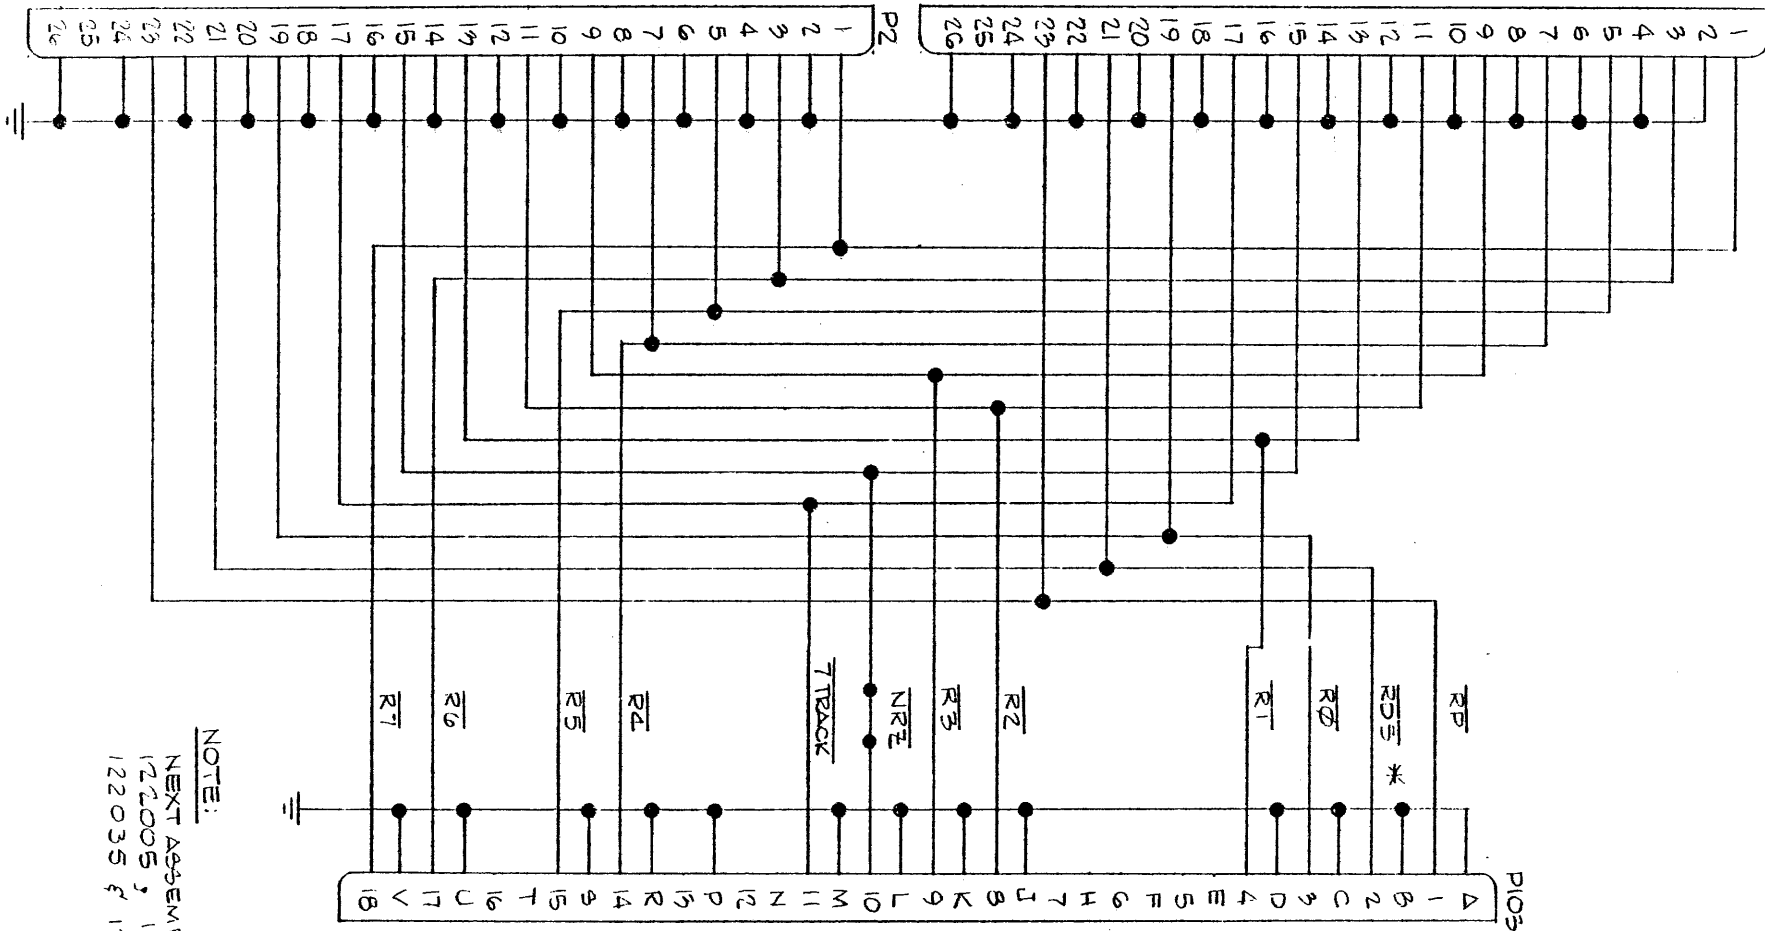 P2
26 25 24 23 22 21 20 19 18 17 16 15 14 13 12 11 10 9 8 7 6 5 4 3 2 1
26 25 24 23 22 21 20 19 18 17 16 15 14 13 12 11 10 9 8 7 6 5 4 3 2 1
R7
R6
R5
R4
7 TRACK
NRZ
R3
R2
R1
RØ
RDS *
RP
P103
18 V 17 U 16 T 15 S 14 R 13 P 12 N 11 M 10 L 9 K 8 J 7 H 6 F 5 E 4 D 3 C 2 B 1 A
NOTE:
NEXT ASSEM
122005
122035 &